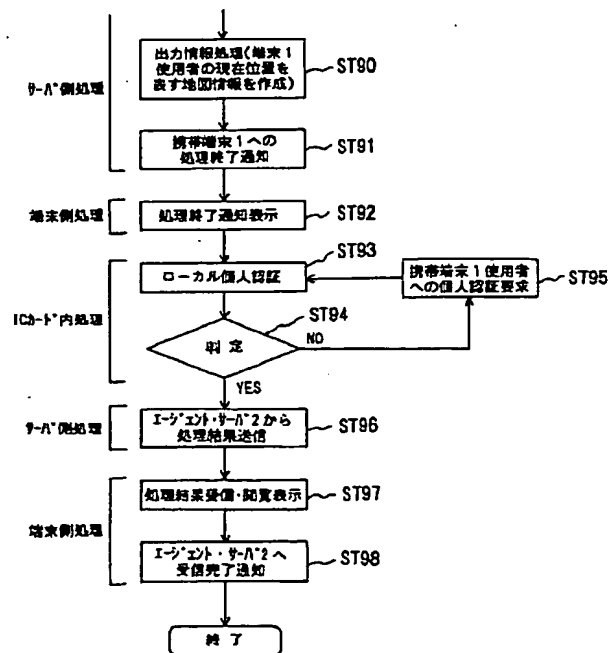 サーバ側処理
出力情報処理(端末1
使用者の現在位置を
表す地図情報を作成)
ST90
携帯端末1への
処理終了通知
ST91
端末側処理
処理終了通知表示
ST92
ICカード内処理
ローカル個人認証
ST93
携帯端末1使用者
への個人認証要求
ST95
判定
ST94
NO
YES
サーバ側処理
エージェント・サーバ2から
処理結果送信
ST96
端末側処理
処理結果受信・閲覧表示
ST97
エージェント・サーバ2へ
受信完了通知
ST98
終了